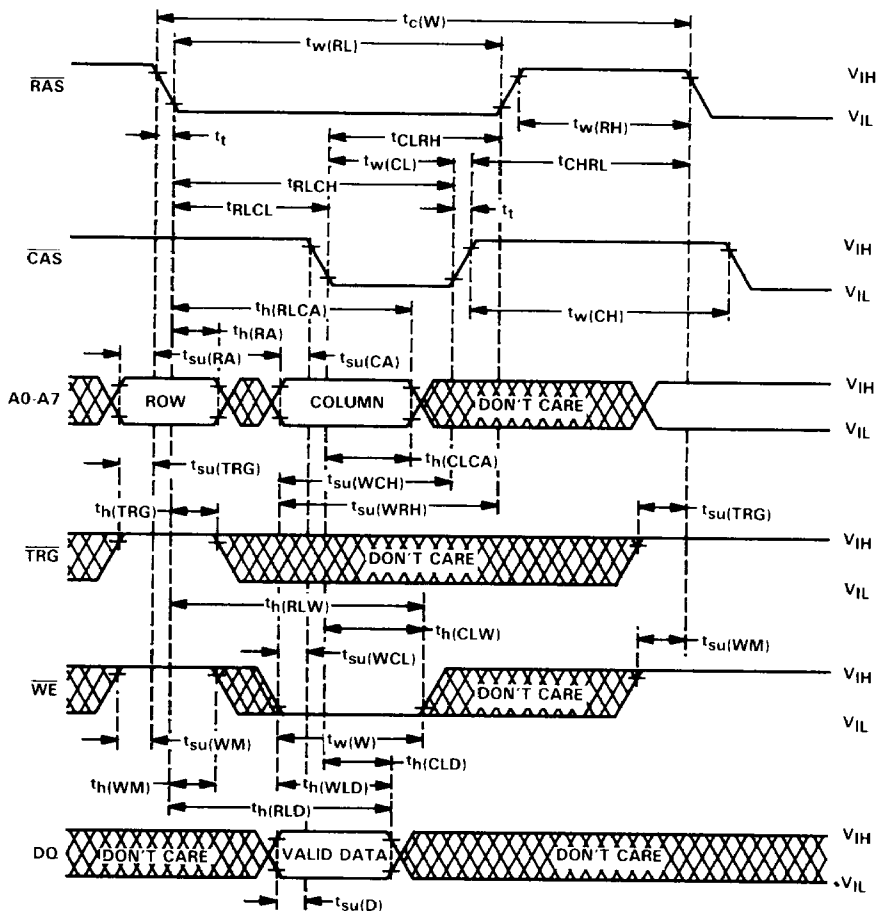 tc(W)
tw(RL)
RAS
VIH
VIL
tw(RH)
tt
tCLRH
tw(CL)
tCHRL
tRLCH
tRLCL
tt
CAS
VIH
VIL
th(RLCA)
tw(CH)
th(RA)
tsu(RA)
tsu(CA)
A0-A7
ROW
COLUMN
DON'T CARE
VIH
VIL
tsu(TRG)
th(CLCA)
tsu(WCH)
th(TRG)
tsu(WRH)
tsu(TRG)
TRG
DON'T CARE
VIH
VIL
th(RLW)
th(CLW)
tsu(WCL)
tsu(WM)
WE
DON'T CARE
VIH
VIL
tsu(WM)
tw(W)
th(CLD)
th(WM)
th(WLD)
th(RLD)
DQ
DON'T CARE
VALID DATA
DON'T CARE
VIH
VIL
tsu(D)